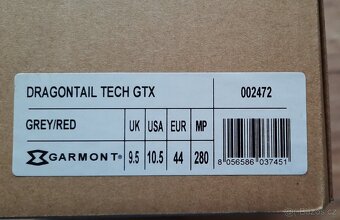 DRAGONTAIL TECH GTX 002472
GREY/RED UK USA EUR MP
GARMONT® 9.5 10.5 44 280
8 056586 037451